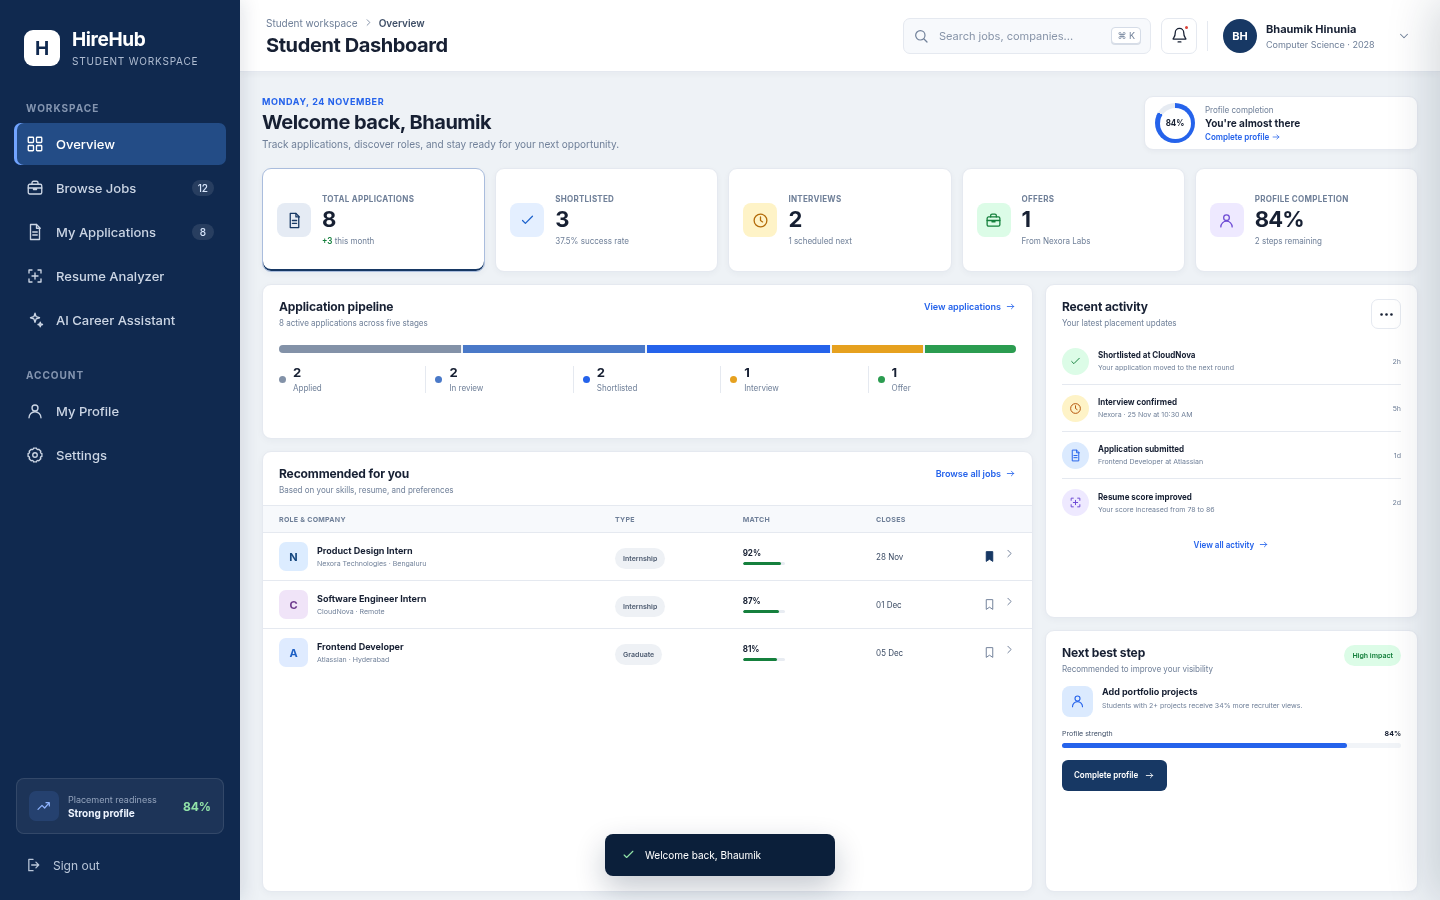 H
HireHub
STUDENT WORKSPACE
WORKSPACE
Overview
Browse Jobs 12
My Applications 8
Resume Analyzer
AI Career Assistant
ACCOUNT
My Profile
Settings
Placement readiness
Strong profile
84%
Sign out
Student workspace > Overview
Student Dashboard
Search jobs, companies... ⌘ K
BH
Bhaumik Hinunia
Computer Science · 2028
MONDAY, 24 NOVEMBER
Welcome back, Bhaumik
Track applications, discover roles, and stay ready for your next opportunity.
84%
Profile completion
You're almost there
Complete profile →
TOTAL APPLICATIONS
8
+3 this month
SHORTLISTED
3
37.5% success rate
INTERVIEWS
2
1 scheduled next
OFFERS
1
From Nexora Labs
PROFILE COMPLETION
84%
2 steps remaining
Application pipeline
8 active applications across five stages
View applications →
2
Applied
2
In review
2
Shortlisted
1
Interview
1
Offer
Recommended for you
Based on your skills, resume, and preferences
Browse all jobs →
ROLE & COMPANY TYPE MATCH CLOSES
N
Product Design Intern
Nexora Technologies · Bengaluru
Internship
92%
28 Nov
C
Software Engineer Intern
CloudNova · Remote
Internship
87%
01 Dec
A
Frontend Developer
Atlassian · Hyderabad
Graduate
81%
05 Dec
Recent activity
Your latest placement updates
Shortlisted at CloudNova
Your application moved to the next round
2h
Interview confirmed
Nexora · 25 Nov at 10:30 AM
5h
Application submitted
Frontend Developer at Atlassian
1d
Resume score improved
Your score increased from 78 to 86
2d
View all activity →
Next best step
Recommended to improve your visibility
High impact
Add portfolio projects
Students with 2+ projects receive 34% more recruiter views.
Profile strength 84%
Complete profile →
Welcome back, Bhaumik